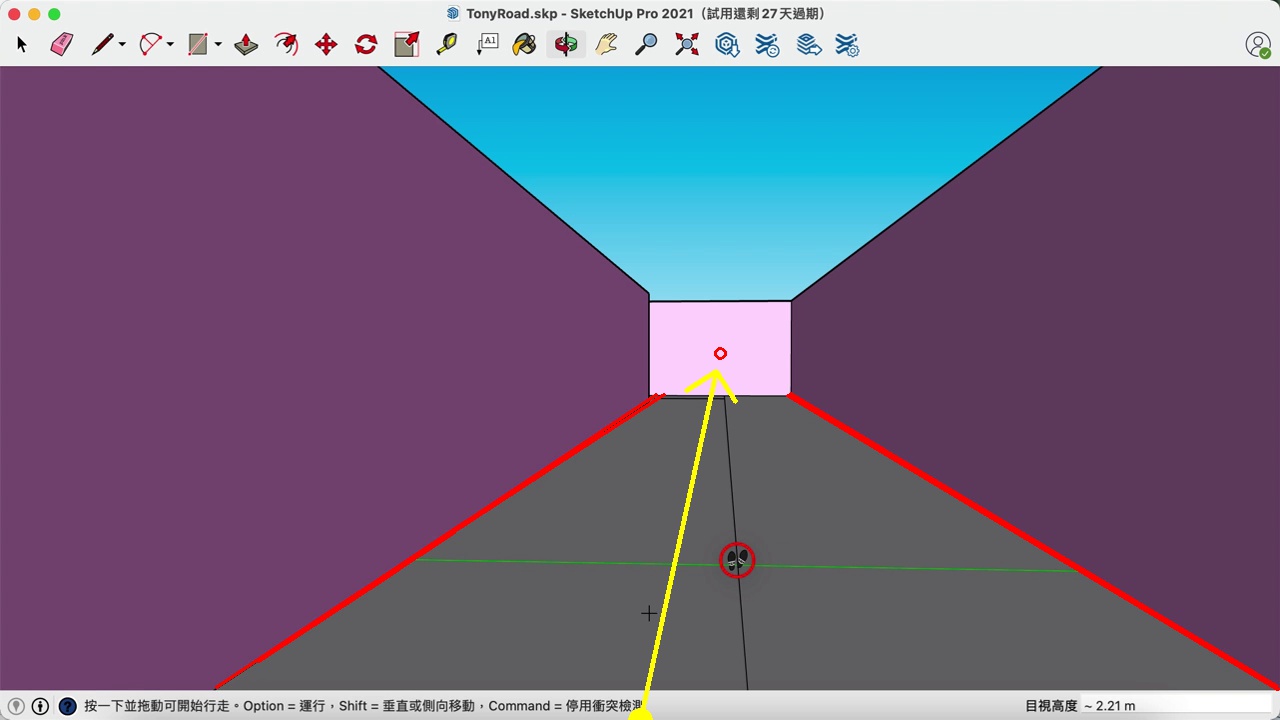 TonyRoad.skp - SketchUp Pro 2021（試用還剩 27 天過期）
A1
按一下並拖動可開始行走。Option = 運行，Shift = 垂直或側向移動，Command = 停用衝突檢測
目視高度 ~ 2.21 m